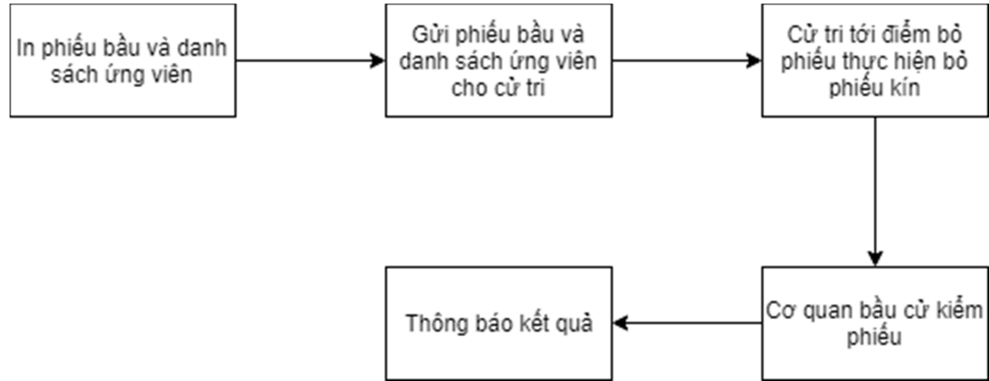 In phiếu bầu và danh
sách ứng viên
Gửi phiếu bầu và
danh sách ứng viên
cho cử tri
Cử tri tới điểm bỏ
phiếu thực hiện bỏ
phiếu kín
Cơ quan bầu cử kiểm
phiếu
Thông báo kết quả